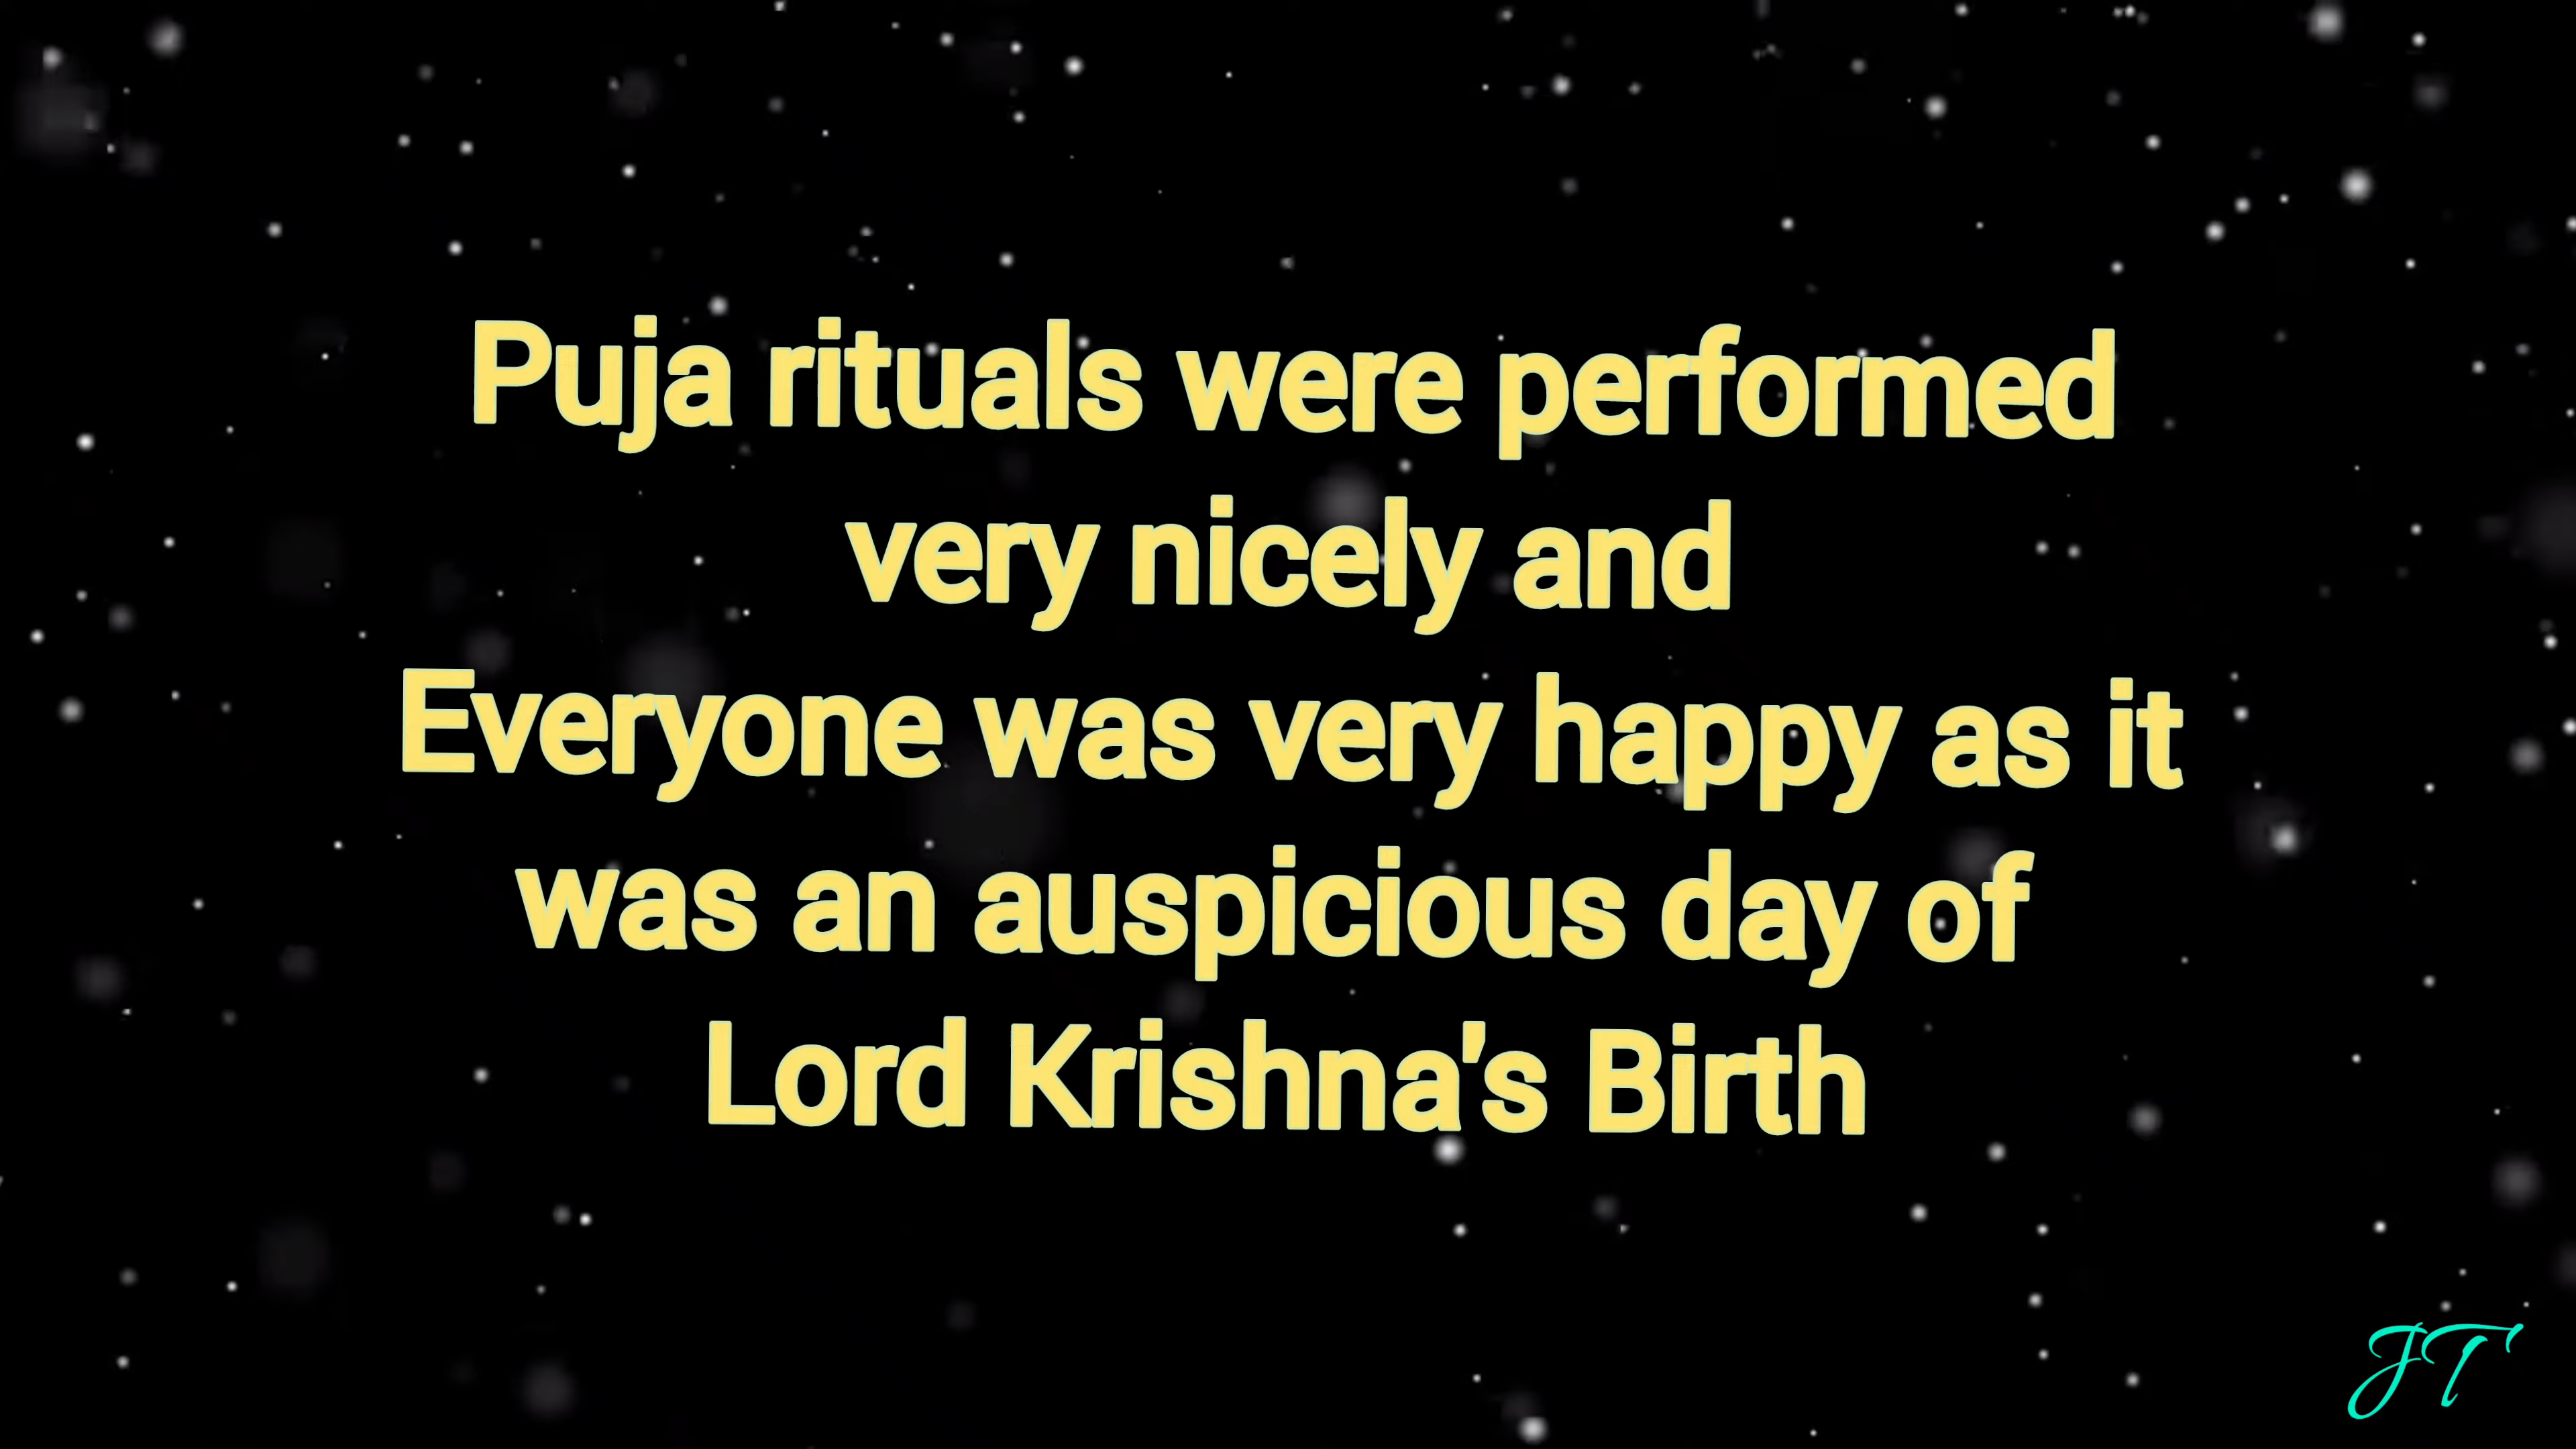 Puja rituals were performed
very nicely and
Everyone was very happy as it
was an auspicious day of
Lord Krishna's Birth
JT